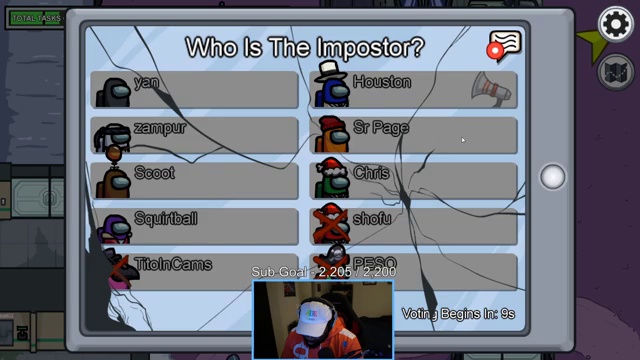 TOTAL TASKS
Who Is The Impostor?
yan
Houston
zampur
Sr Page
Scoot
Chris
Squirtball
shofu
TitoInCams
PESO
Sub-Goal - 2,205 / 2,200
Voting Begins In: 9s